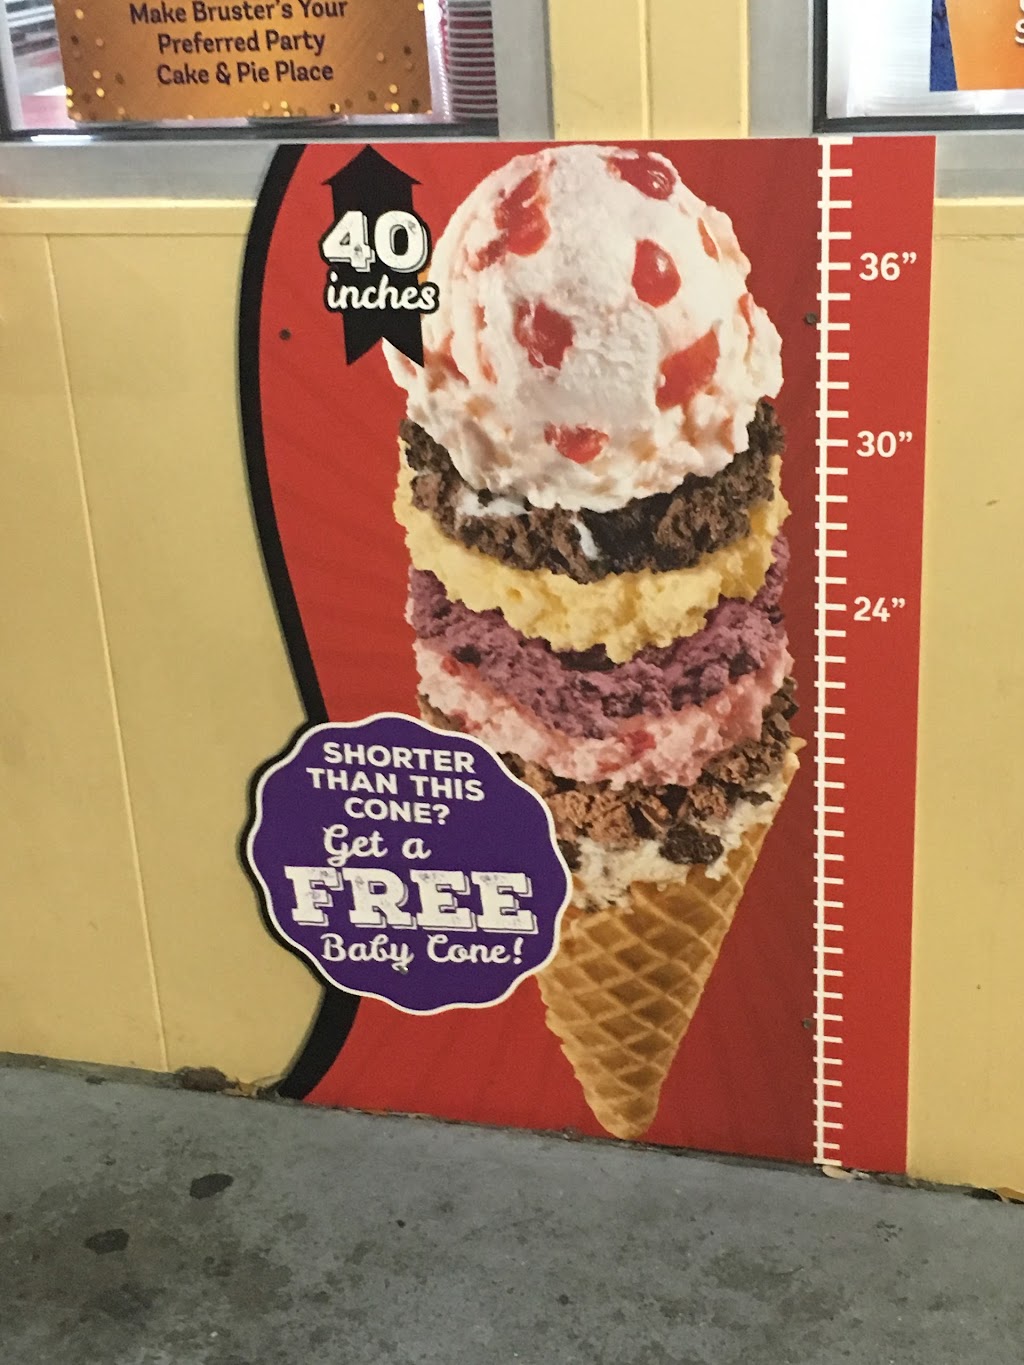 Make Bruster's Your
Preferred Party
Cake & Pie Place
40
inches
36"
30"
24"
SHORTER
THAN THIS
CONE?
Get a
FREE
Baby Cone!